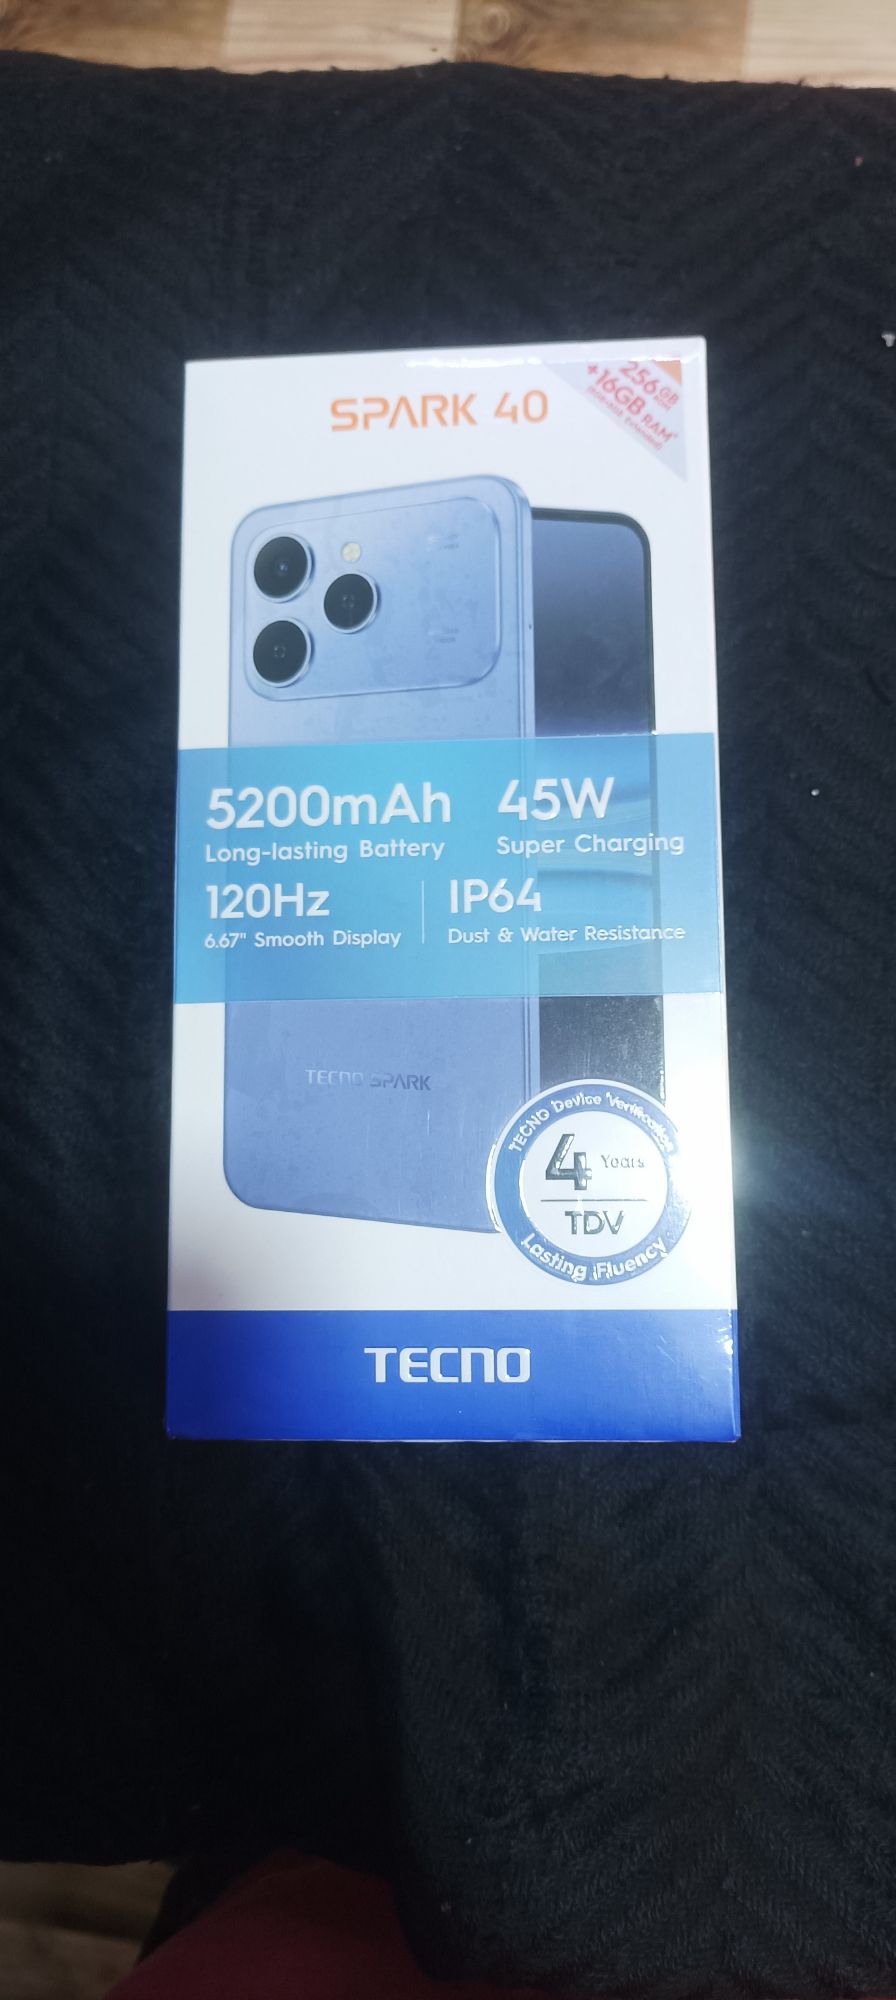 SPARK 40
256GB ROM
+16GB RAM*
5200mAh
Long-lasting Battery
45W
Super Charging
120Hz
6.67" Smooth Display
IP64
Dust & Water Resistance
TECNO SPARK
TECNO Device Verification
4 Years
TDV
Lasting Fluency
TECNO